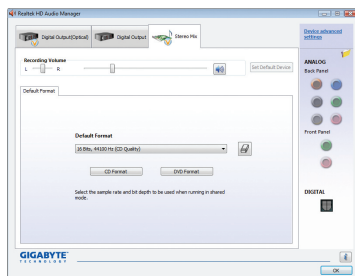 Realtek HD Audio Manager
Digital Output(Optical)
Digital Output
Stereo Mix
Device advanced
settings
Recording Volume
L
R
Set Default Device
ANALOG
Back Panel
Default Format
Default Format
16 Bits, 44100 Hz (CD Quality)
CD Format
DVD Format
Select the sample rate and bit depth to be used when running in shared
mode.
Front Panel
DIGITAL
GIGABYTE
TECHNOLOGY
i
OK